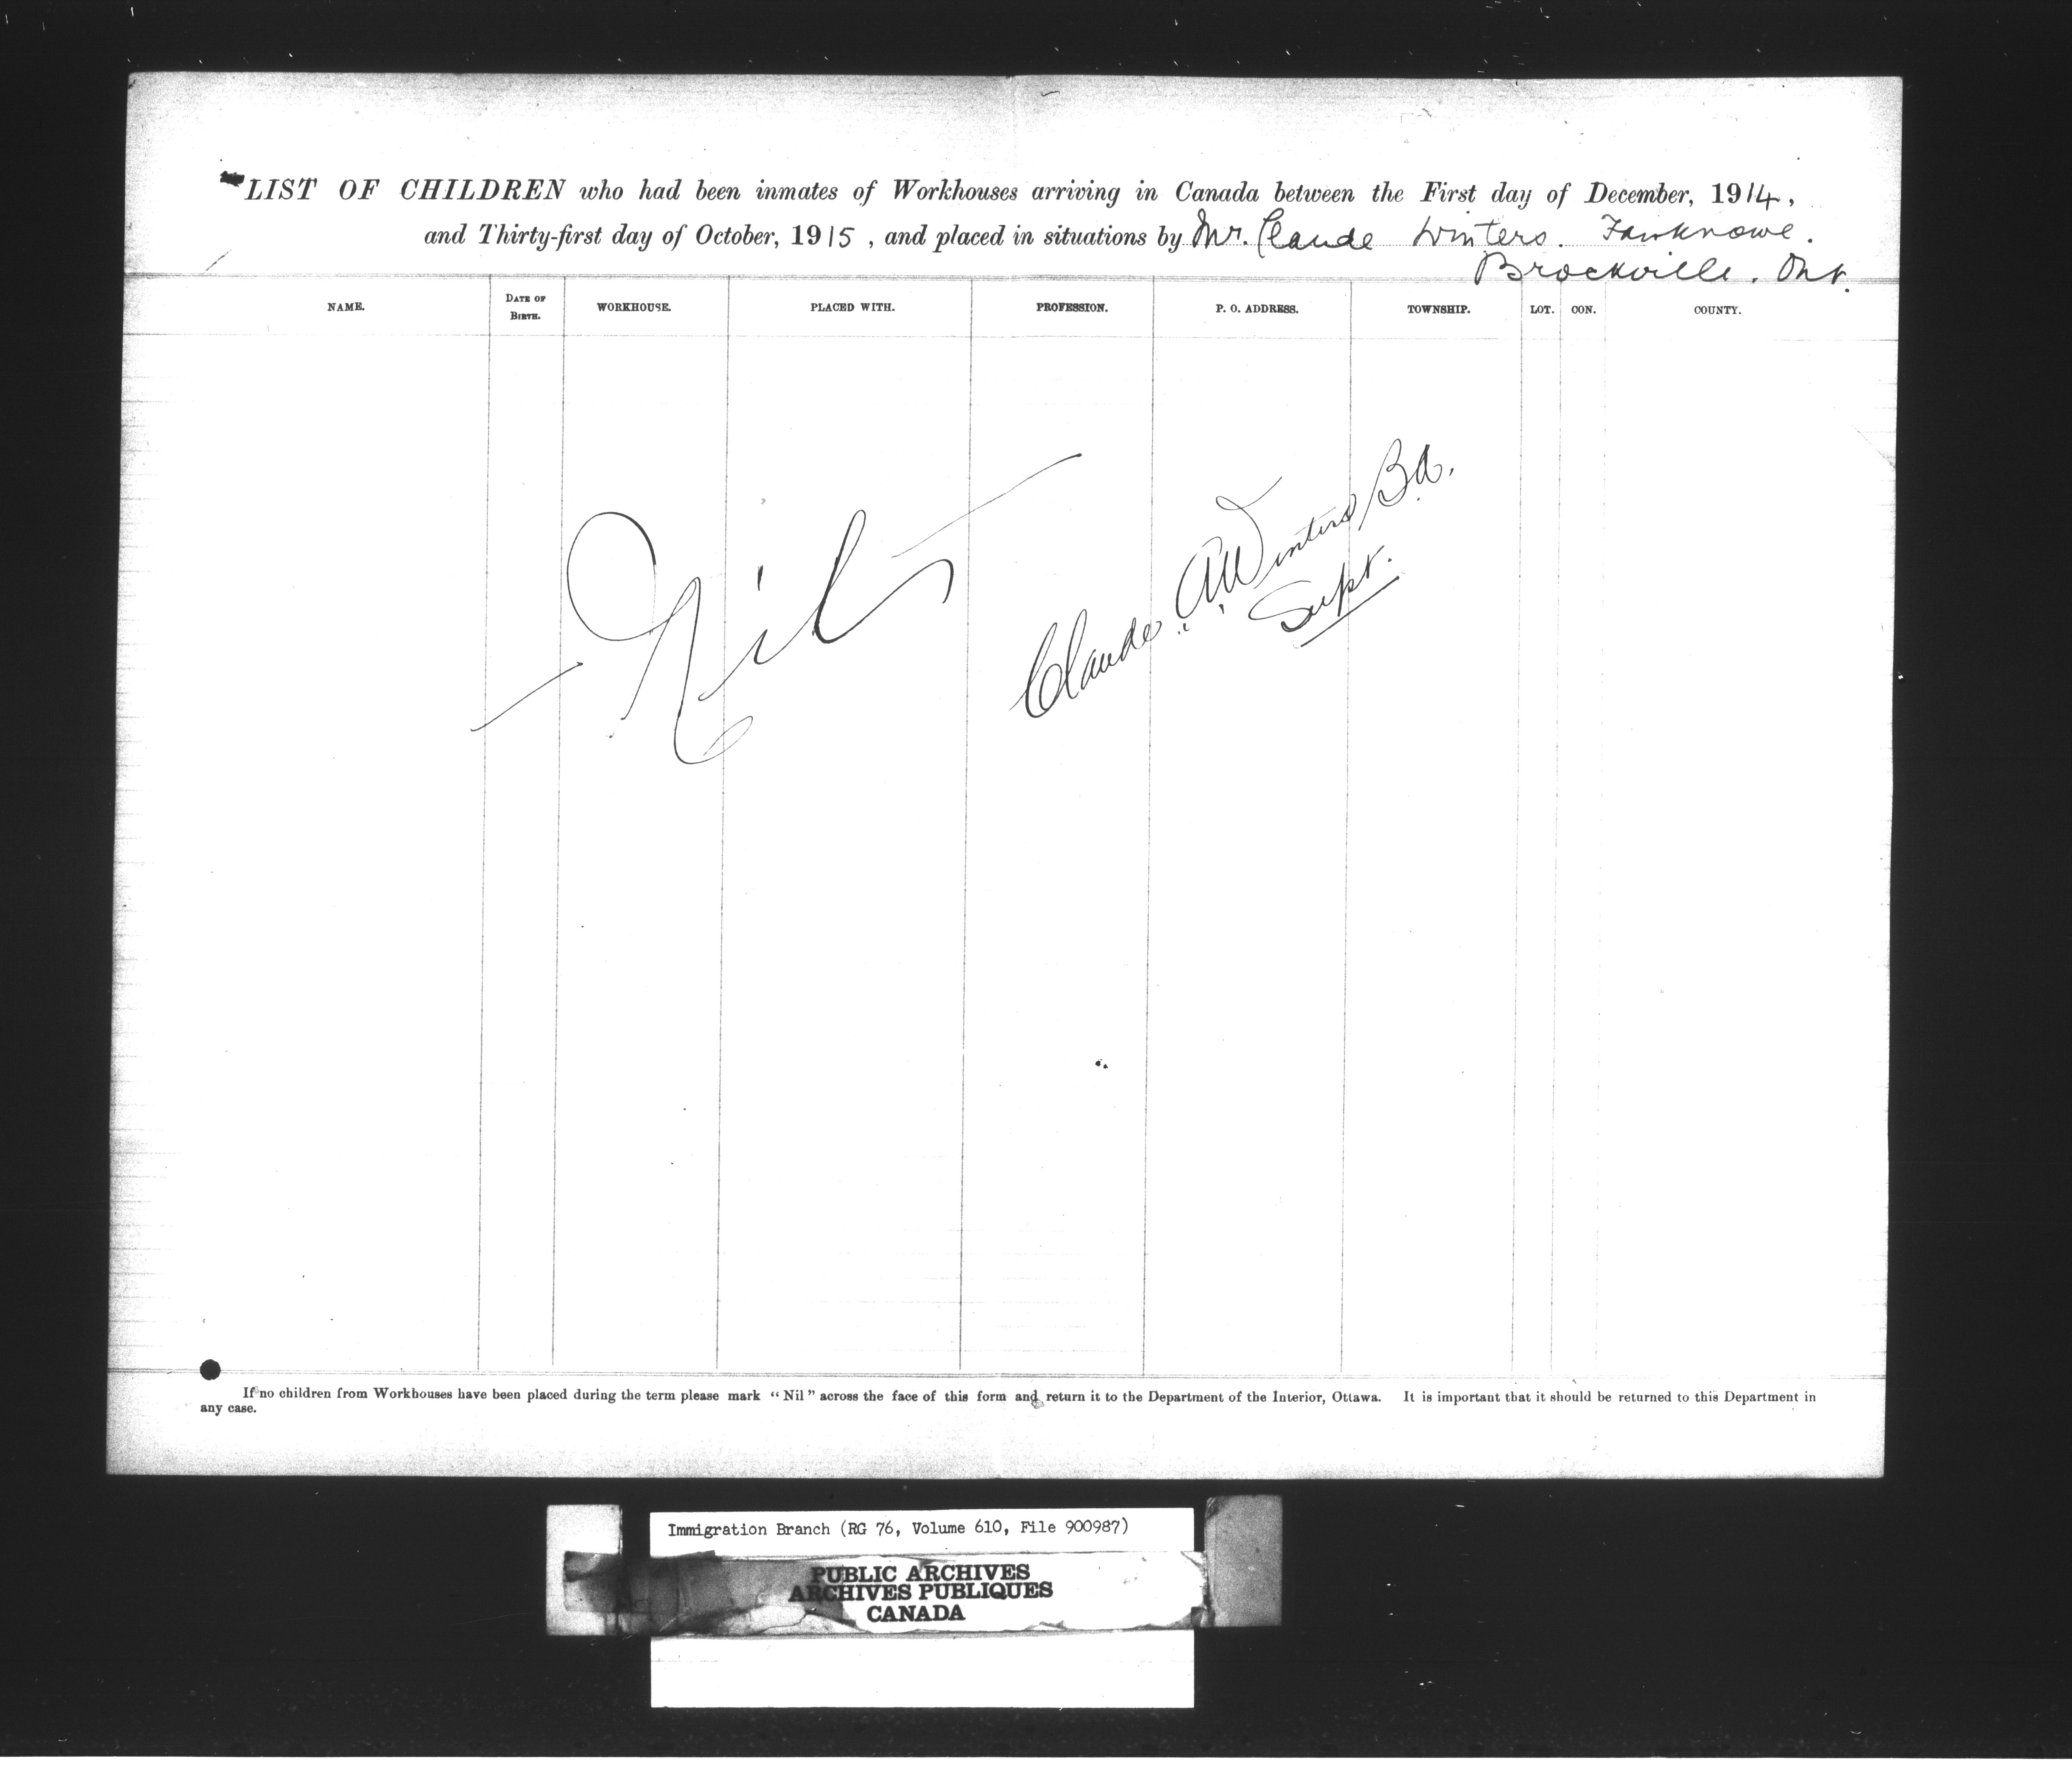 LIST OF CHILDREN who had been inmates of Workhouses arriving in Canada between the First day of December, 1914,
and Thirty-first day of October, 1915, and placed in situations by Mr. Claude Winters. Fairknowe.
Brockville. Ont.
NAME. DATE OF BIRTH. WORKHOUSE. PLACED WITH. PROFESSION. P. O. ADDRESS. TOWNSHIP. LOT. CON. COUNTY.
Nil
Claude A. Winters B.A.
Supt.
If no children from Workhouses have been placed during the term please mark "Nil" across the face of this form and return it to the Department of the Interior, Ottawa. It is important that it should be returned to this Department in
any case.
Immigration Branch (RG 76, Volume 610, File 900987)
PUBLIC ARCHIVES
ARCHIVES PUBLIQUES
CANADA